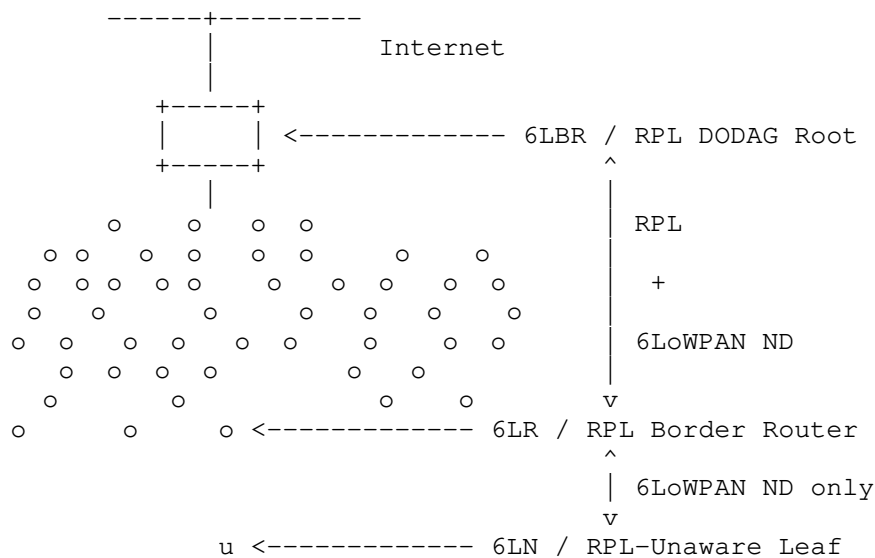 Internet
6LBR / RPL DODAG Root
RPL
+
6LoWPAN ND
6LR / RPL Border Router
6LoWPAN ND only
u
6LN / RPL-Unaware Leaf